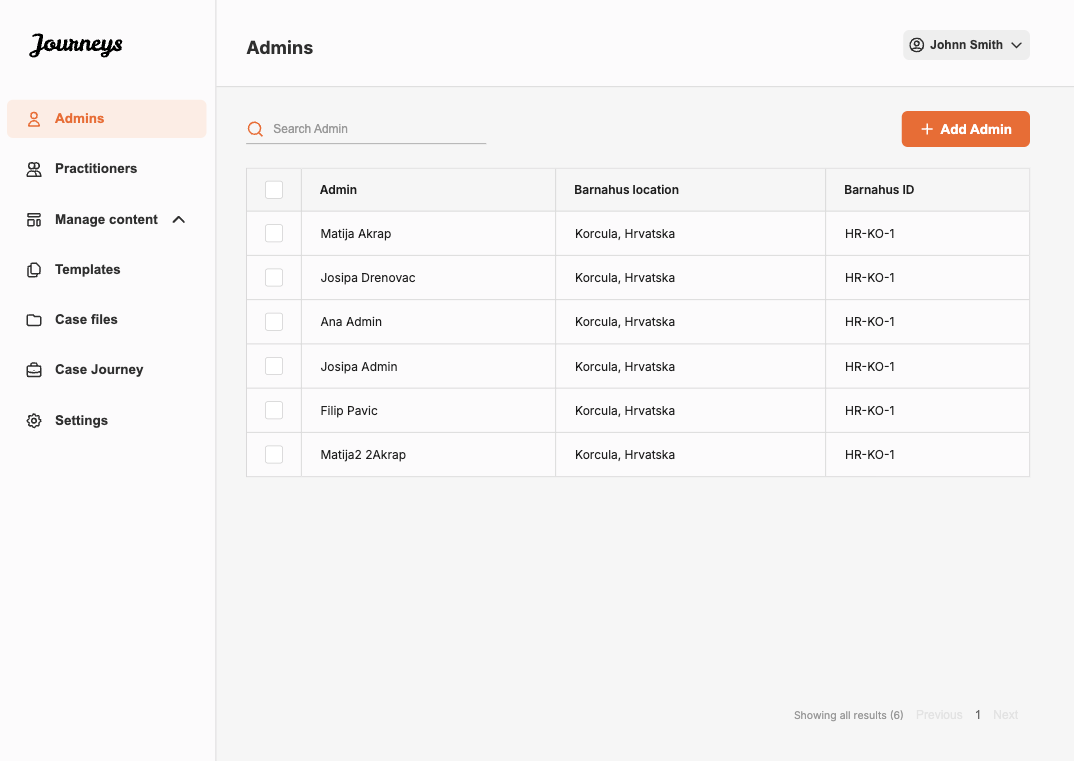 Journeys
Admins
Johnn Smith
Admins
Practitioners
Manage content
Templates
Case files
Case Journey
Settings
Search Admin
+ Add Admin
Admin Barnahus location Barnahus ID
Matija Akrap Korcula, Hrvatska HR-KO-1
Josipa Drenovac Korcula, Hrvatska HR-KO-1
Ana Admin Korcula, Hrvatska HR-KO-1
Josipa Admin Korcula, Hrvatska HR-KO-1
Filip Pavic Korcula, Hrvatska HR-KO-1
Matija2 2Akrap Korcula, Hrvatska HR-KO-1
Showing all results (6) Previous 1 Next